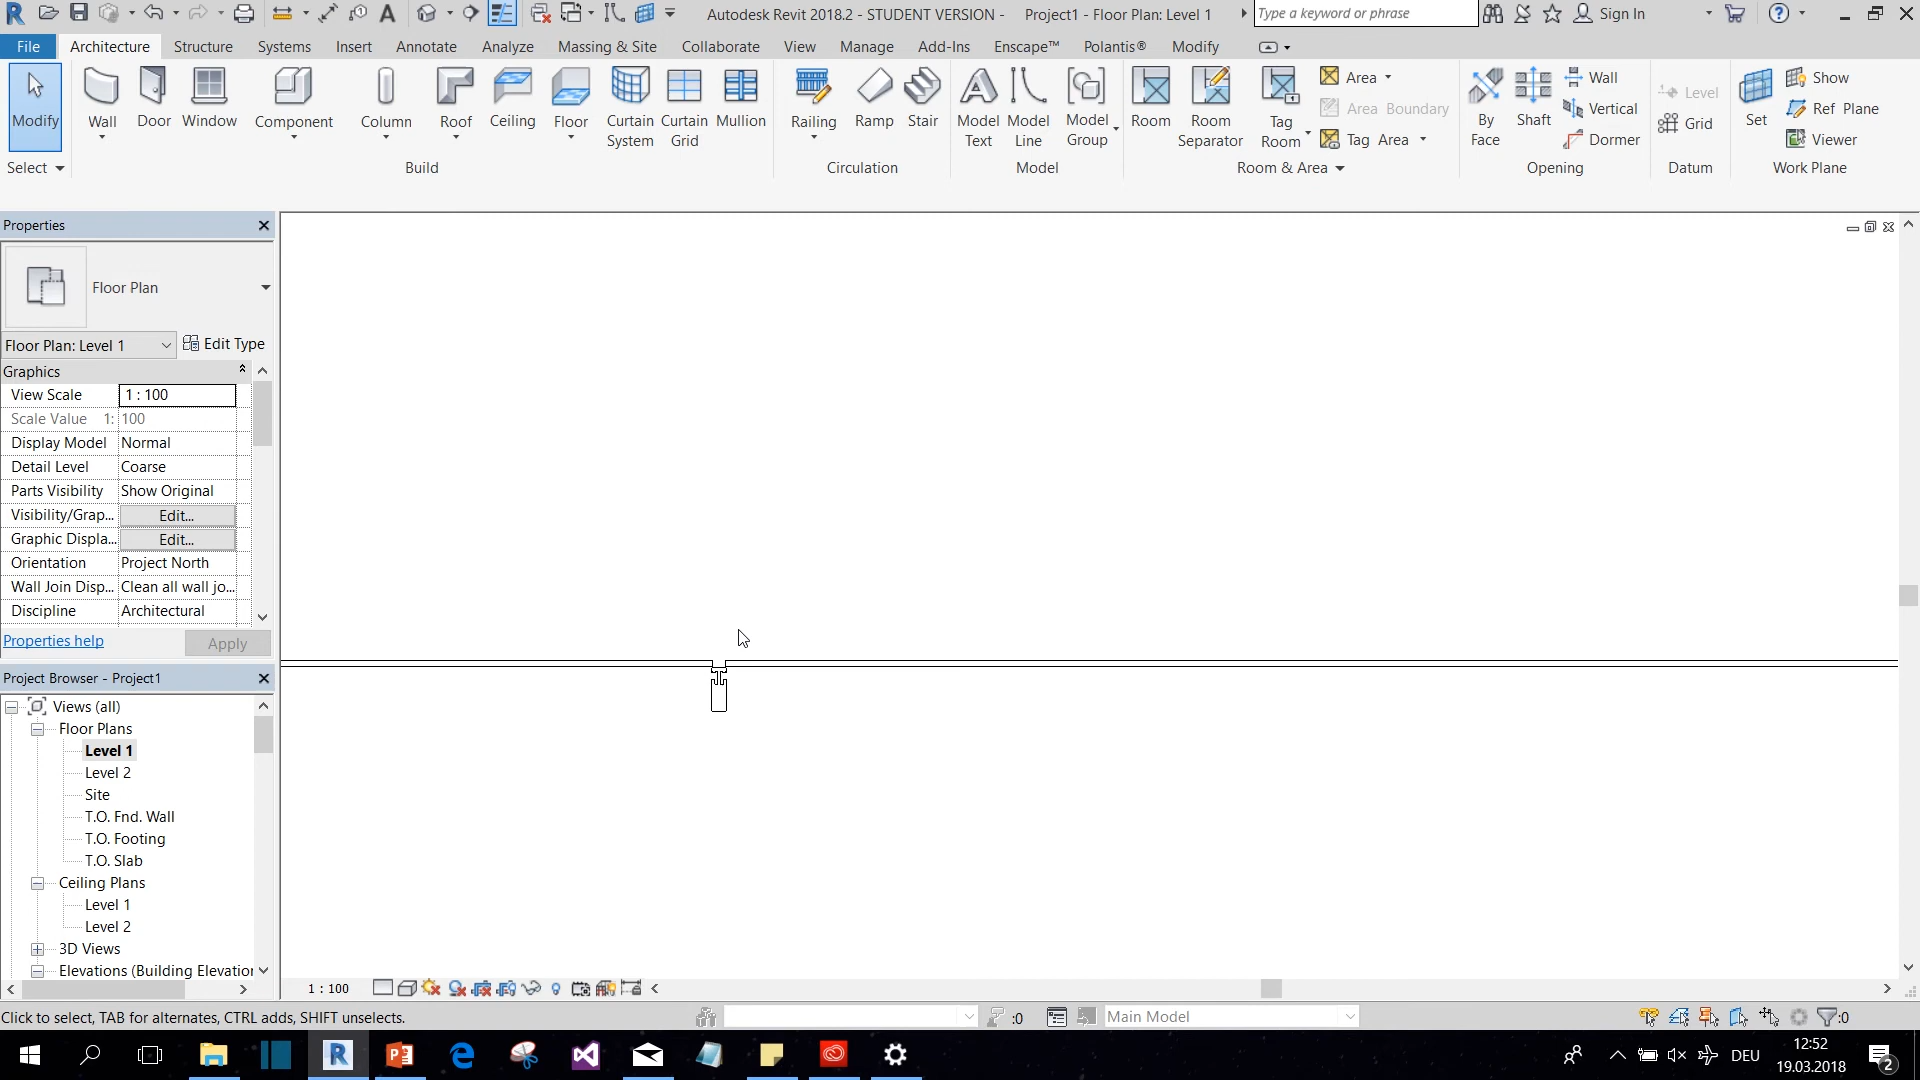 Autodesk Revit 2018.2 - STUDENT VERSION - Project1 - Floor Plan: Level 1
Type a keyword or phrase
Sign In
File Architecture Structure Systems Insert Annotate Analyze Massing & Site Collaborate View Manage Add-Ins Enscape™ Polantis® Modify
Modify
Wall
Door
Window
Component
Column
Roof
Ceiling
Floor
Curtain
System
Curtain
Grid
Mullion
Railing
Ramp
Stair
Model
Text
Model
Line
Model
Group
Room
Room
Separator
Tag
Room
Area
Area Boundary
Tag Area
By
Face
Shaft
Wall
Vertical
Dormer
Level
Grid
Set
Show
Ref Plane
Viewer
Select
Build
Circulation
Model
Room & Area
Opening
Datum
Work Plane
Properties
Floor Plan
Floor Plan: Level 1
Edit Type
Graphics
View Scale 1 : 100
Scale Value 1: 100
Display Model Normal
Detail Level Coarse
Parts Visibility Show Original
Visibility/Grap... Edit...
Graphic Displa... Edit...
Orientation Project North
Wall Join Disp... Clean all wall jo...
Discipline Architectural
Properties help
Apply
Project Browser - Project1
Views (all)
Floor Plans
Level 1
Level 2
Site
T.O. Fnd. Wall
T.O. Footing
T.O. Slab
Ceiling Plans
Level 1
Level 2
3D Views
Elevations (Building Elevation
1 : 100
Click to select, TAB for alternates, CTRL adds, SHIFT unselects.
:0
Main Model
:0
DEU
12:52
19.03.2018
2